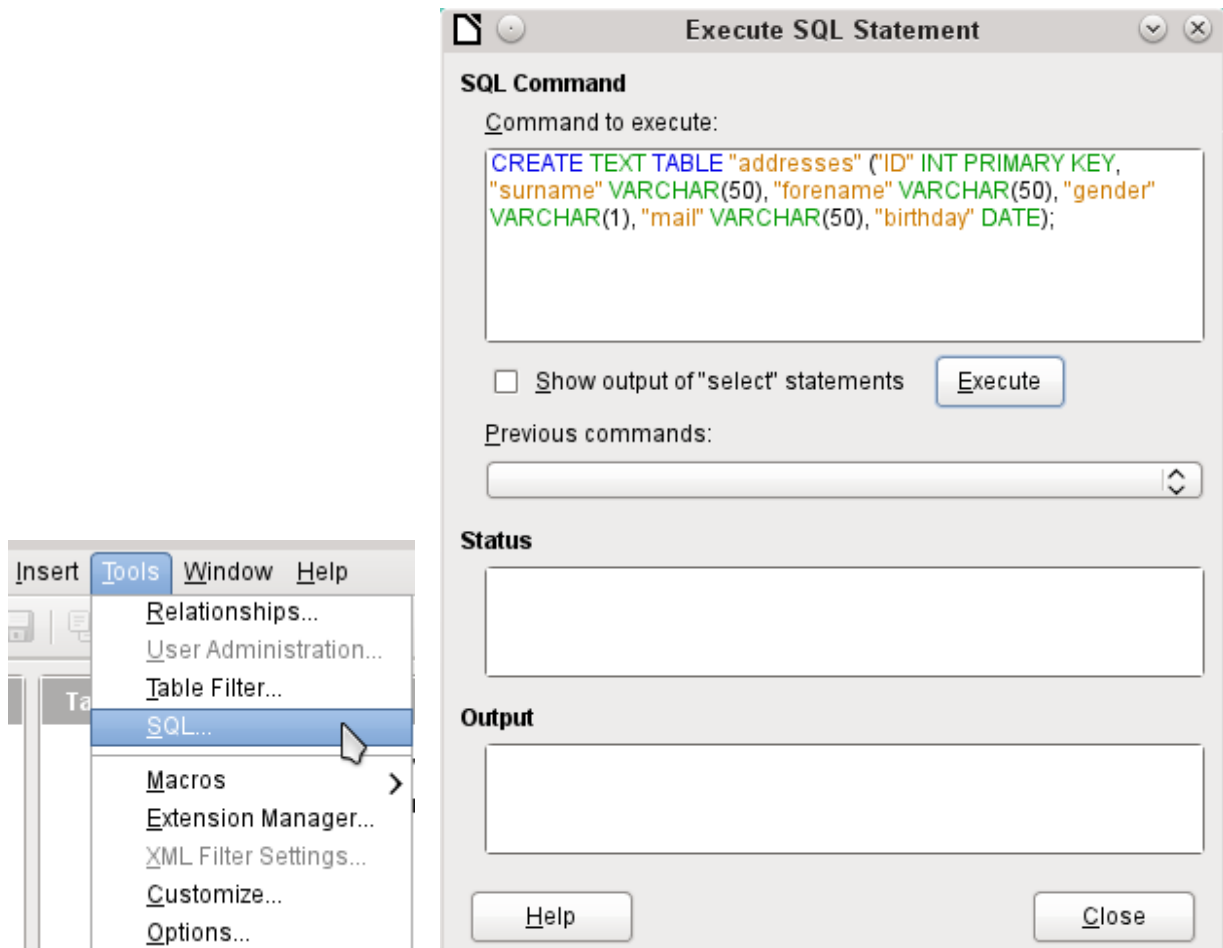 Execute SQL Statement
SQL Command
Command to execute:
CREATE TEXT TABLE "addresses" ("ID" INT PRIMARY KEY,
"surname" VARCHAR(50), "forename" VARCHAR(50), "gender"
VARCHAR(1), "mail" VARCHAR(50), "birthday" DATE);
Show output of "select" statements
Execute
Previous commands:
Status
Output
Help
Close
Insert Tools Window Help
Relationships...
User Administration...
Table Filter...
SQL...
Macros
Extension Manager...
XML Filter Settings...
Customize...
Options...